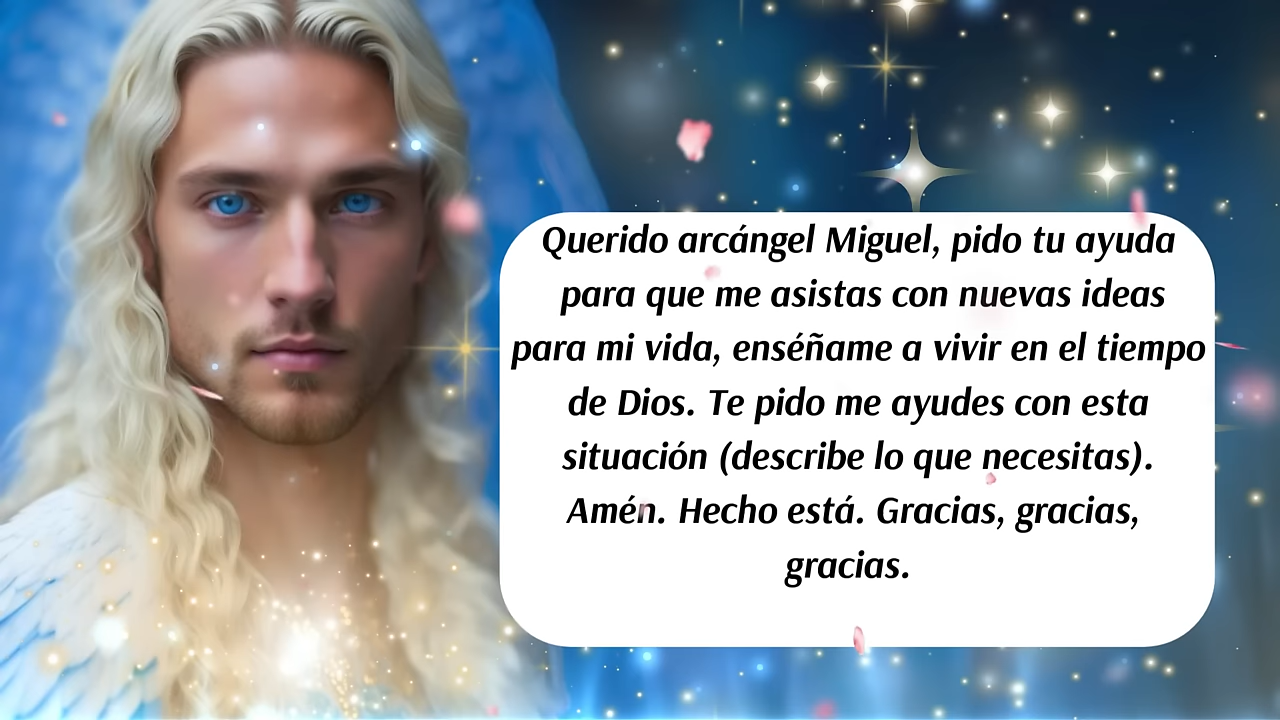 Querido arcángel Miguel, pido tu ayuda
para que me asistas con nuevas ideas
para mi vida, enséñame a vivir en el tiempo
de Dios. Te pido me ayudes con esta
situación (describe lo que necesitas).
Amén. Hecho está. Gracias, gracias,
gracias.